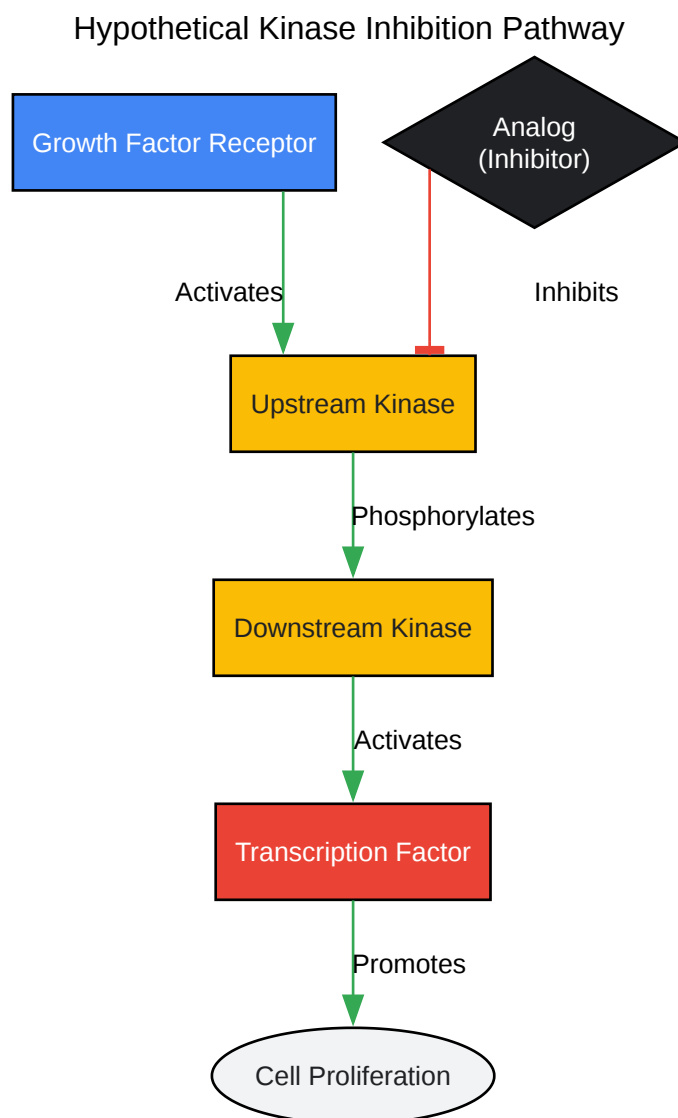 Hypothetical Kinase Inhibition Pathway
Growth Factor Receptor
Analog
(Inhibitor)
Activates
Inhibits
Upstream Kinase
Phosphorylates
Downstream Kinase
Activates
Transcription Factor
Promotes
Cell Proliferation